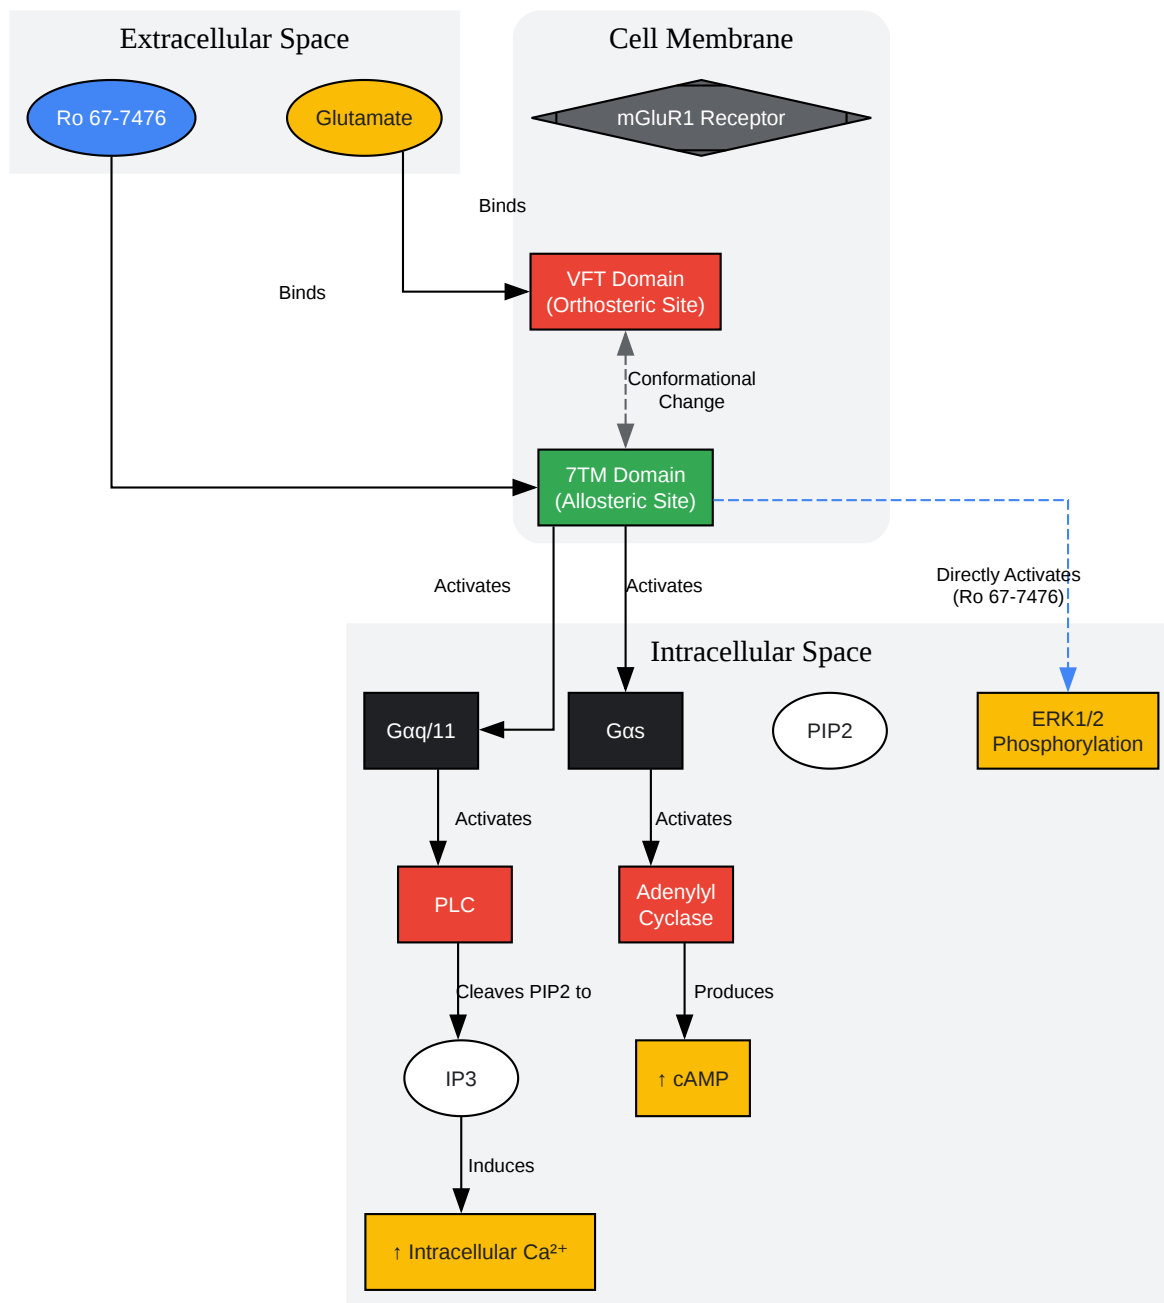 Extracellular Space
Cell Membrane
Ro 67-7476
Glutamate
mGluR1 Receptor
Binds
Binds
VFT Domain
(Orthosteric Site)
Conformational
Change
7TM Domain
(Allosteric Site)
Activates
Activates
Directly Activates
(Ro 67-7476)
Intracellular Space
Gαq/11
Gαs
PIP2
ERK1/2
Phosphorylation
Activates
Activates
PLC
Adenylyl
Cyclase
Cleaves PIP2 to
Produces
IP3
↑ cAMP
Induces
↑ Intracellular Ca²⁺